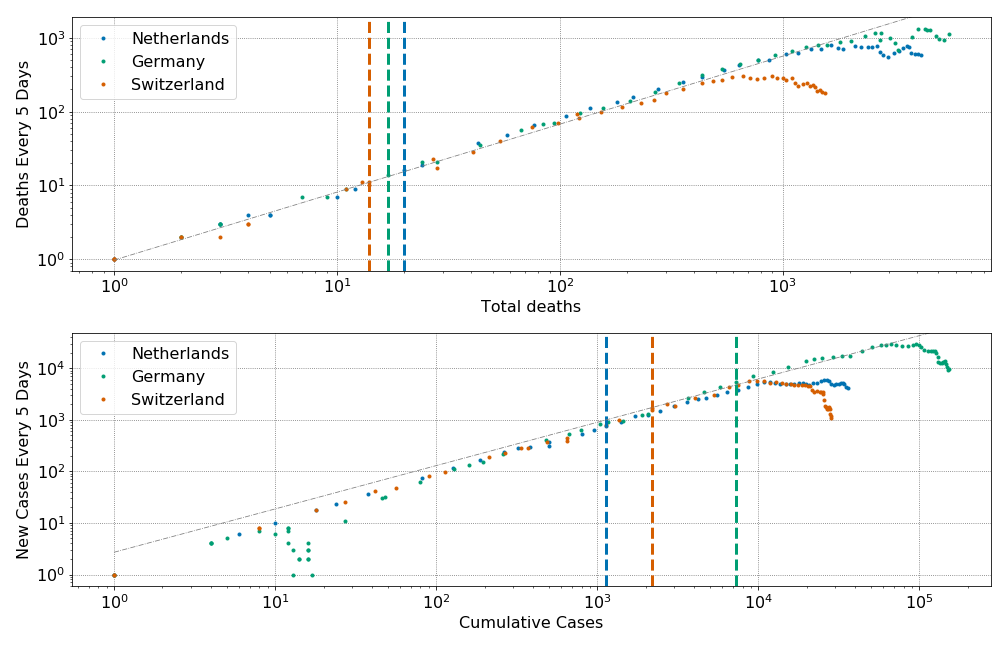 Deaths Every 5 Days
10³
10²
10¹
10⁰
Netherlands
Germany
Switzerland
10⁰ 10¹ 10² 10³
Total deaths
New Cases Every 5 Days
10⁴
10³
10²
10¹
10⁰
Netherlands
Germany
Switzerland
10⁰ 10¹ 10² 10³ 10⁴ 10⁵
Cumulative Cases